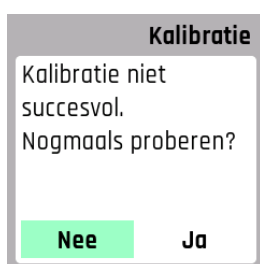 Kalibratie
Kalibratie niet
succesvol.
Nogmaals proberen?
Nee Ja